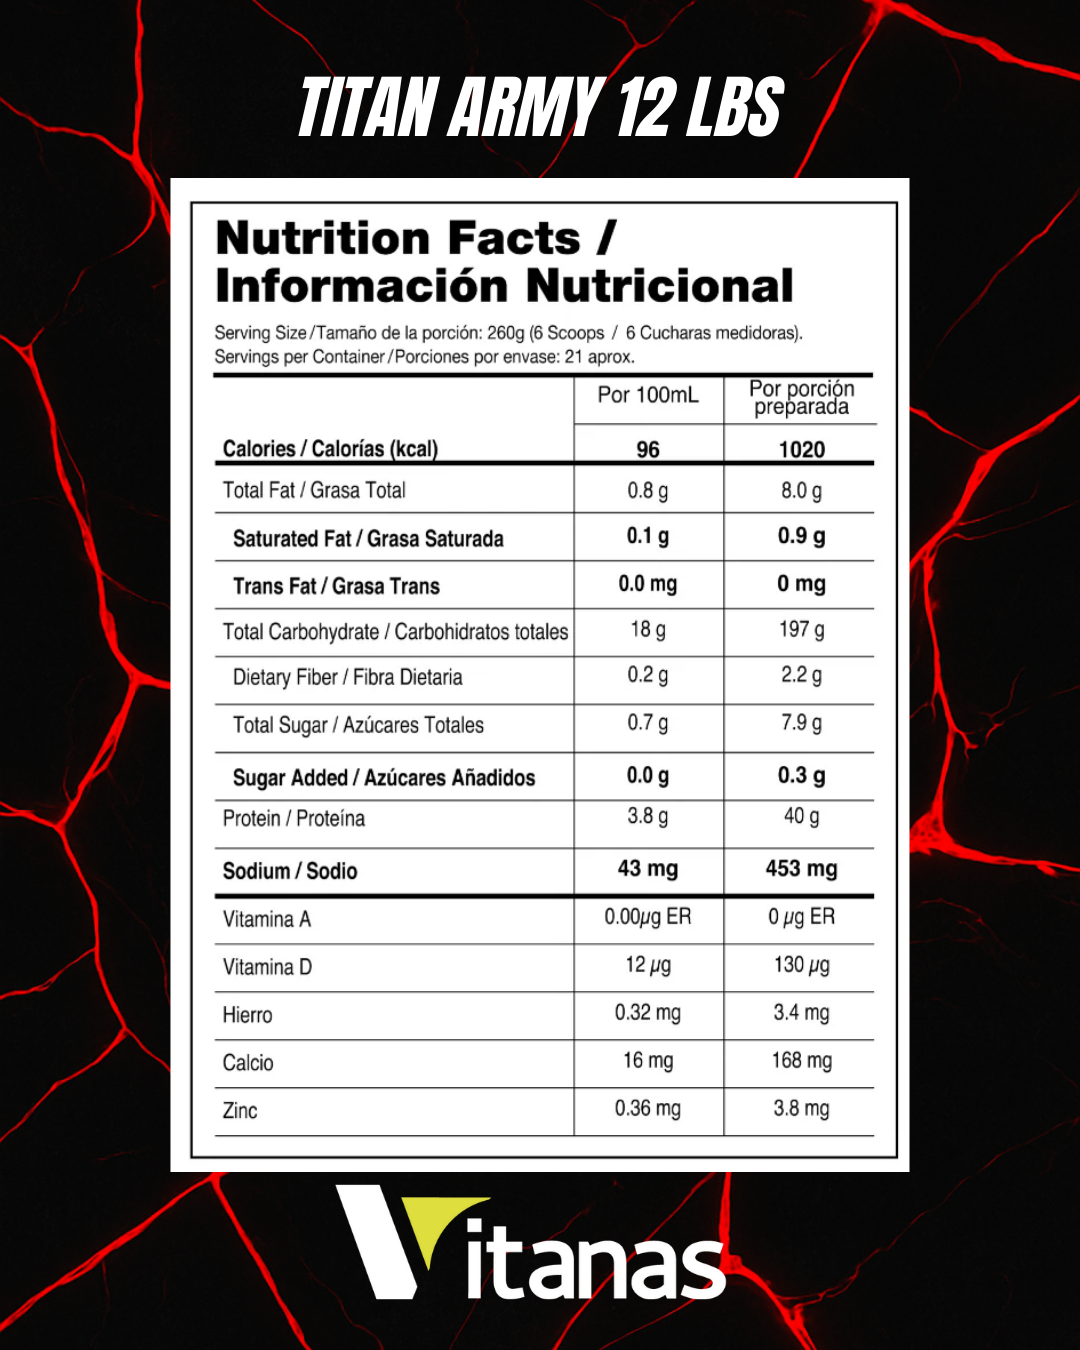 TITAN ARMY 12 LBS
Nutrition Facts /
Información Nutricional
Serving Size/Tamaño de la porción: 260g (6 Scoops / 6 Cucharas medidoras).
Servings per Container/Porciones por envase: 21 aprox.
Por 100mL Por porción preparada
Calories / Calorías (kcal) 96 1020
Total Fat / Grasa Total 0.8 g 8.0 g
Saturated Fat / Grasa Saturada 0.1 g 0.9 g
Trans Fat / Grasa Trans 0.0 mg 0 mg
Total Carbohydrate / Carbohidratos totales 18 g 197 g
Dietary Fiber / Fibra Dietaria 0.2 g 2.2 g
Total Sugar / Azúcares Totales 0.7 g 7.9 g
Sugar Added / Azúcares Añadidos 0.0 g 0.3 g
Protein / Proteína 3.8 g 40 g
Sodium / Sodio 43 mg 453 mg
Vitamina A 0.00µg ER 0 µg ER
Vitamina D 12 µg 130 µg
Hierro 0.32 mg 3.4 mg
Calcio 16 mg 168 mg
Zinc 0.36 mg 3.8 mg
Vitanas